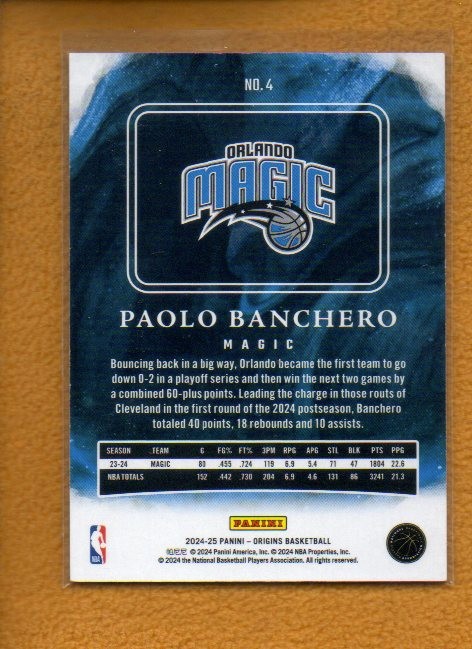 NO. 4
ORLANDO
MAGIC
PAOLO BANCHERO
MAGIC
Bouncing back in a big way, Orlando became the first team to go
down 0-2 in a playoff series and then win the next two games by
a combined 60-plus points. Leading the charge in those routs of
Cleveland in the first round of the 2024 postseason, Banchero
totaled 40 points, 18 rebounds and 10 assists.
SEASON TEAM G FG% FT% 3PM RPG APG STL BLK PTS PPG
23-24 MAGIC 80 .455 .724 119 6.9 5.4 71 47 1804 22.6
NBA TOTALS 152 .442 .730 204 6.9 4.6 131 86 3241 21.3
PANINI
2024-25 PANINI – ORIGINS BASKETBALL
帕尼尼 © 2024 Panini America, Inc. © 2024 NBA Properties, Inc.
© 2024 the National Basketball Players Association. All rights reserved.
NBA